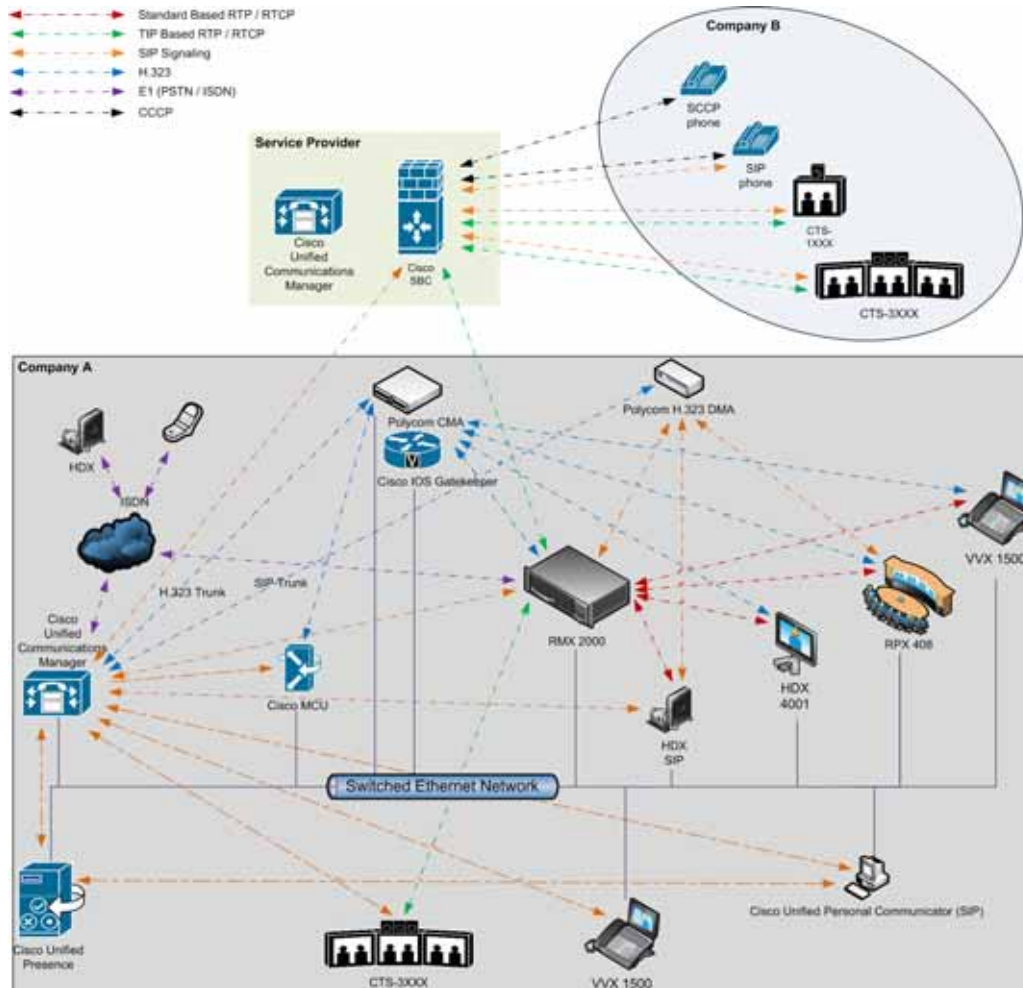 Standard Based RTP / RTCP
TIP Based RTP / RTCP
SIP Signaling
H.323
E1 (PSTN / ISDN)
CCCP
Company B
SCCP
phone
SIP
phone
CTS-
1XXX
CTS-3XXX
Service Provider
Cisco
Unified
Communications
Manager
Cisco
SBC
Company A
HDX
ISDN
Polycom CMA
V
Cisco IOS Gatekeeper
Polycom H.323 DMA
VVX 1500
H.323 Trunk
SIP-Trunk
Cisco
Unified
Communications
Manager
Cisco MCU
RMX 2000
RPX 408
HDX
4001
HDX
SIP
Switched Ethernet Network
Cisco Unified
Presence
CTS-3XXX
VVX 1500
Cisco Unified Personal Communicator (SIP)